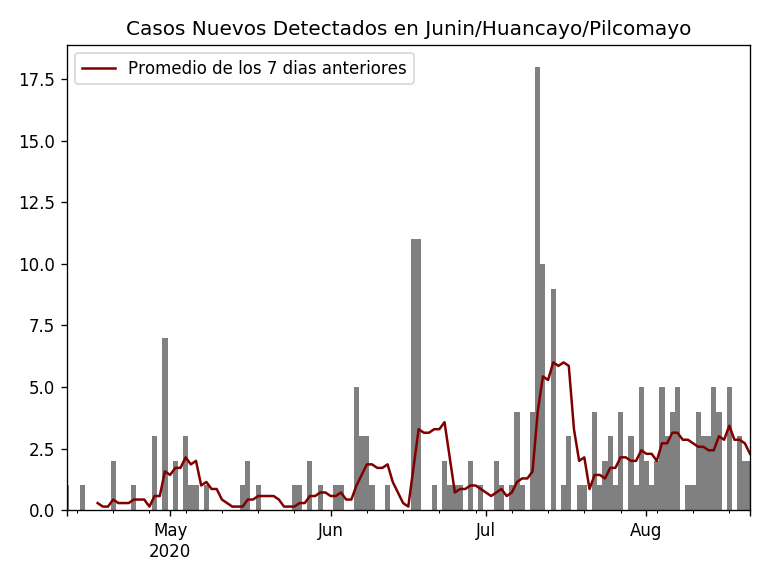 Casos Nuevos Detectados en Junin/Huancayo/Pilcomayo
Promedio de los 7 dias anteriores
17.5
15.0
12.5
10.0
7.5
5.0
2.5
0.0
May
2020
Jun
Jul
Aug